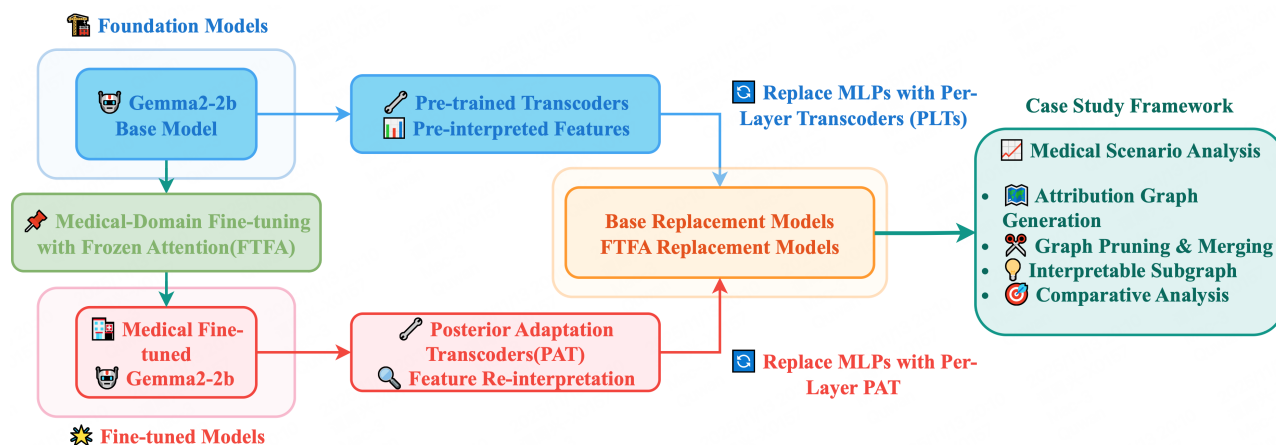 Foundation Models
Gemma2-2b
Base Model
Pre-trained Transcoders
Pre-interpreted Features
Replace MLPs with Per-
Layer Transcoders (PLTs)
Medical-Domain Fine-tuning
with Frozen Attention(FTFA)
Base Replacement Models
FTFA Replacement Models
Medical Fine-
tuned
Gemma2-2b
Fine-tuned Models
Posterior Adaptation
Transcoders(PAT)
Feature Re-interpretation
Replace MLPs with Per-
Layer PAT
Case Study Framework
Medical Scenario Analysis
• Attribution Graph
Generation
• Graph Pruning & Merging
• Interpretable Subgraph
• Comparative Analysis